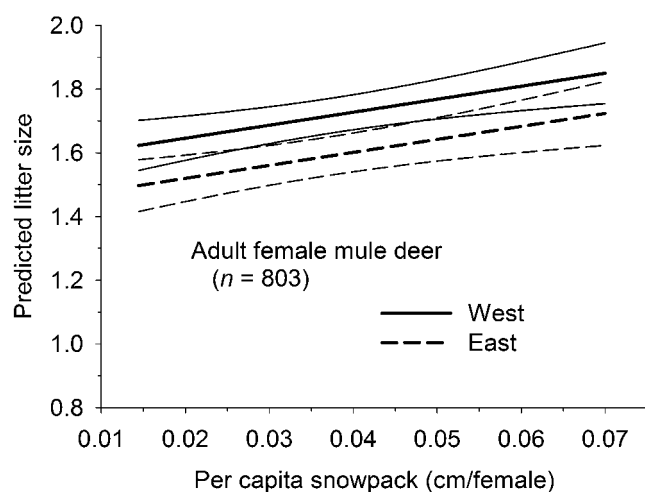 2.0
1.8
1.6
1.4
1.2
1.0
0.8
Predicted litter size
Adult female mule deer
(n = 803)
West
East
0.01 0.02 0.03 0.04 0.05 0.06 0.07
Per capita snowpack (cm/female)